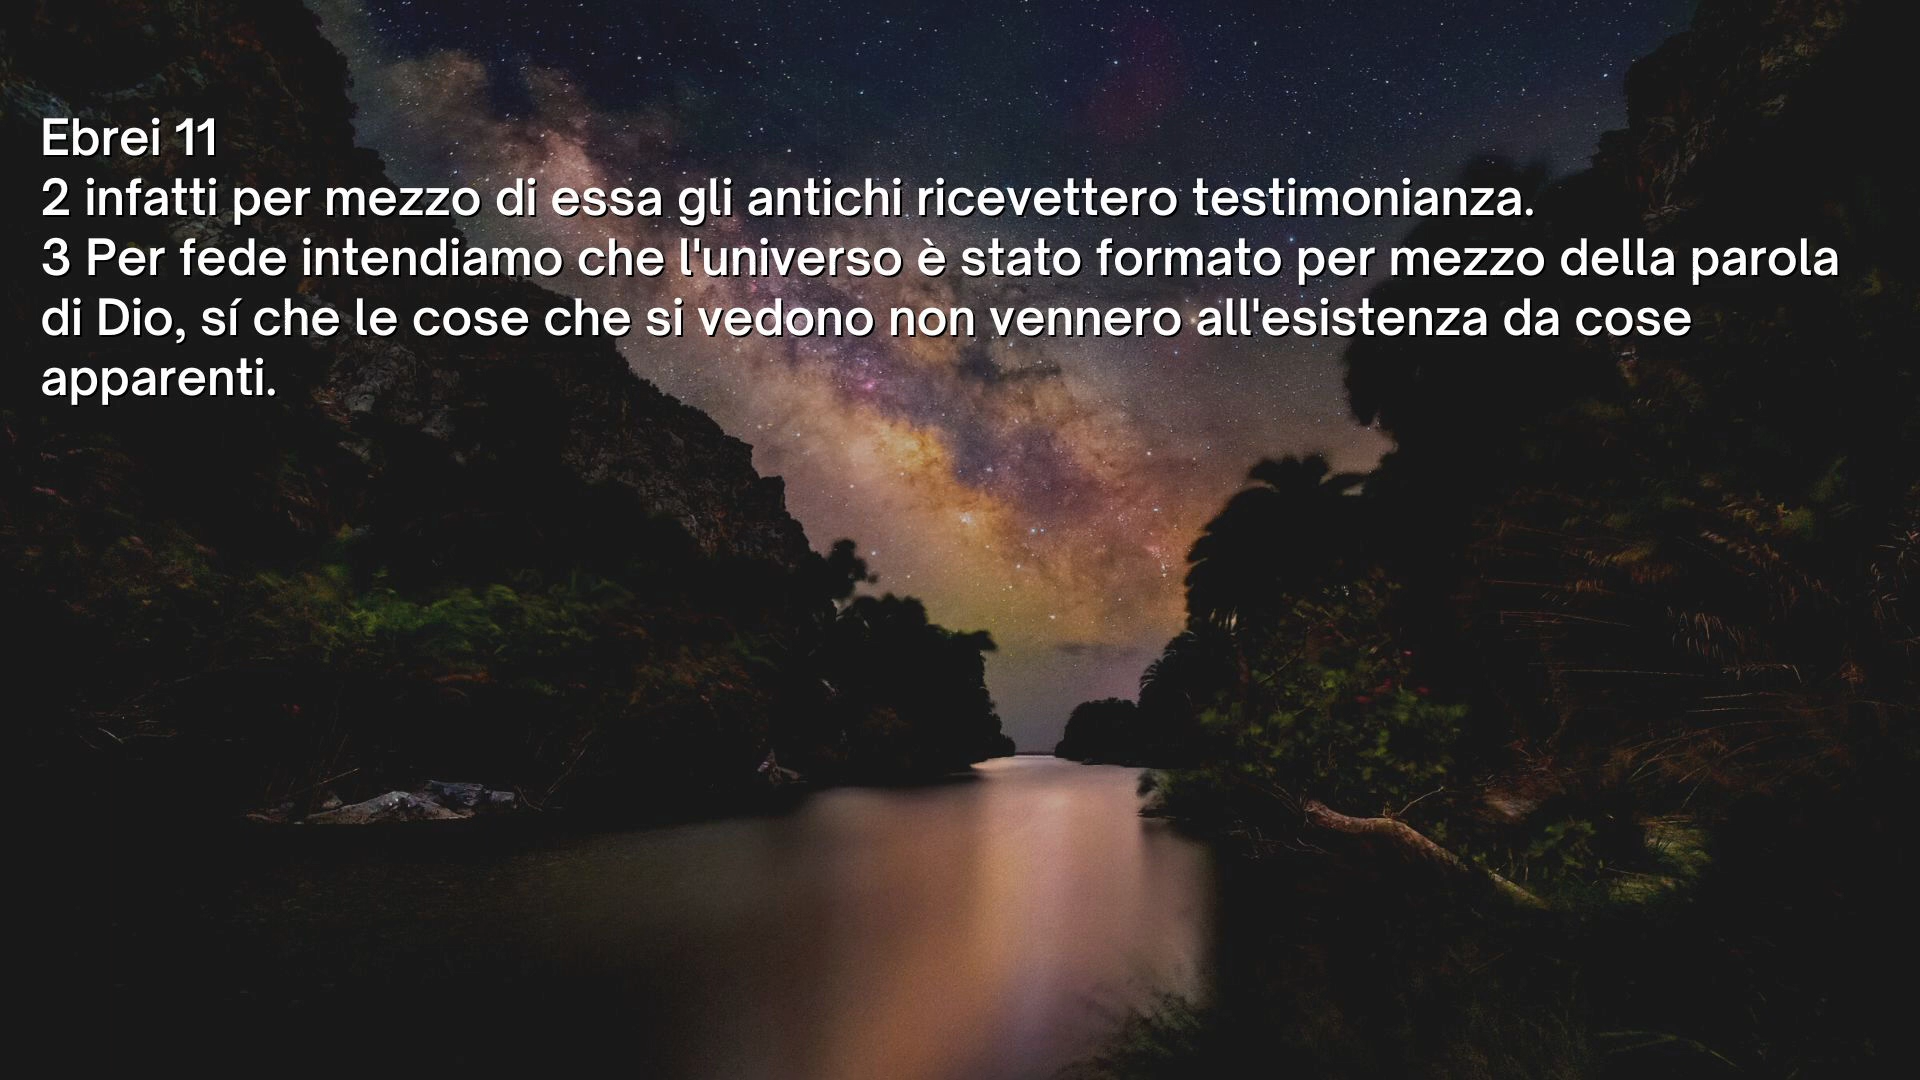 Ebrei 11
2 infatti per mezzo di essa gli antichi ricevettero testimonianza.
3 Per fede intendiamo che l'universo è stato formato per mezzo della parola
di Dio, sí che le cose che si vedono non vennero all'esistenza da cose
apparenti.